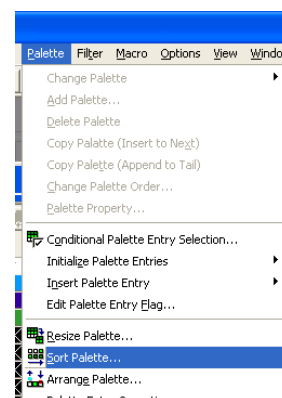 Palette Filter Macro Options View Windo
Change Palette
Add Palette...
Delete Palette
Copy Palatte (Insert to Next)
Copy Palette (Append to Tail)
Change Palette Order...
Palette Property...
Conditional Palette Entry Selection...
Initialize Palette Entries
Insert Palette Entry
Edit Palette Entry Flag...
Resize Palette...
Sort Palette...
Arrange Palette...